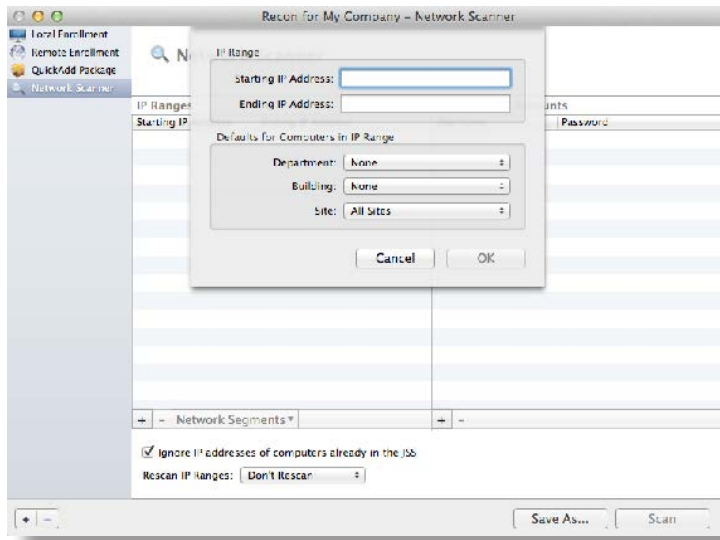 Recon for My Company – Network Scanner
Local Enrollment
Remote Enrollment
QuickAdd Package
Network Scanner
IP Range
Starting IP Address:
Ending IP Address:
Defaults for Computers in IP Range
Department: None
Building: None
Site: All Sites
Cancel OK
IP Ranges
Starting IP
Password
+ – Network Segments
+ –
Ignore IP addresses of computers already in the JSS
Rescan IP Ranges: Don't Rescan
+ –
Save As... Scan